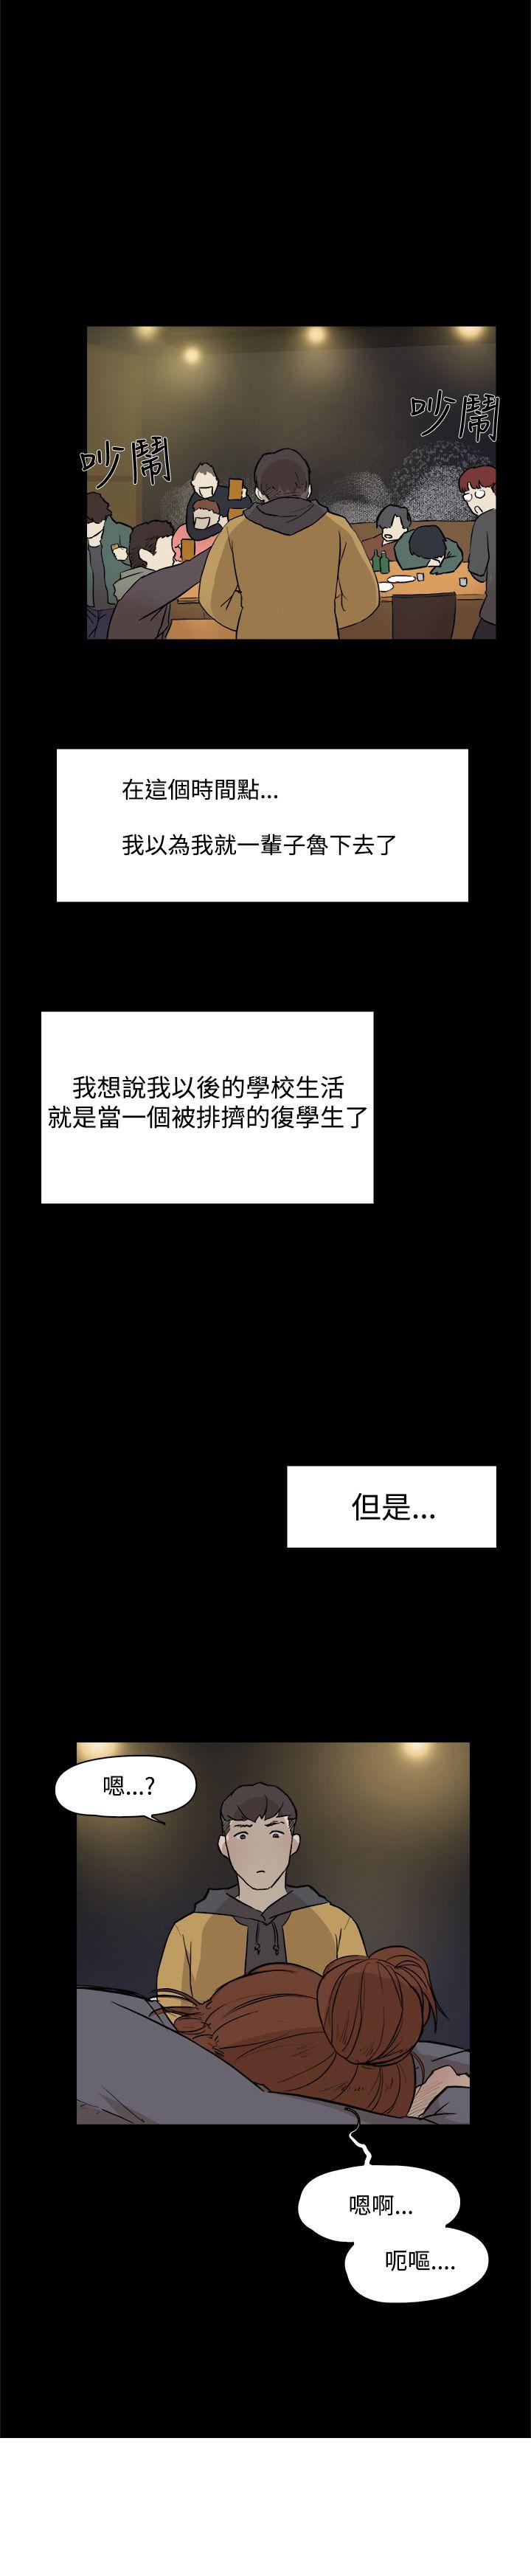 吵鬧
吵鬧
在這個時間點...
我以為我就一輩子魯下去了
我想說我以後的學校生活
就是當一個被排擠的復學生了
但是...
嗯...?
嗯啊...
呃嘔....